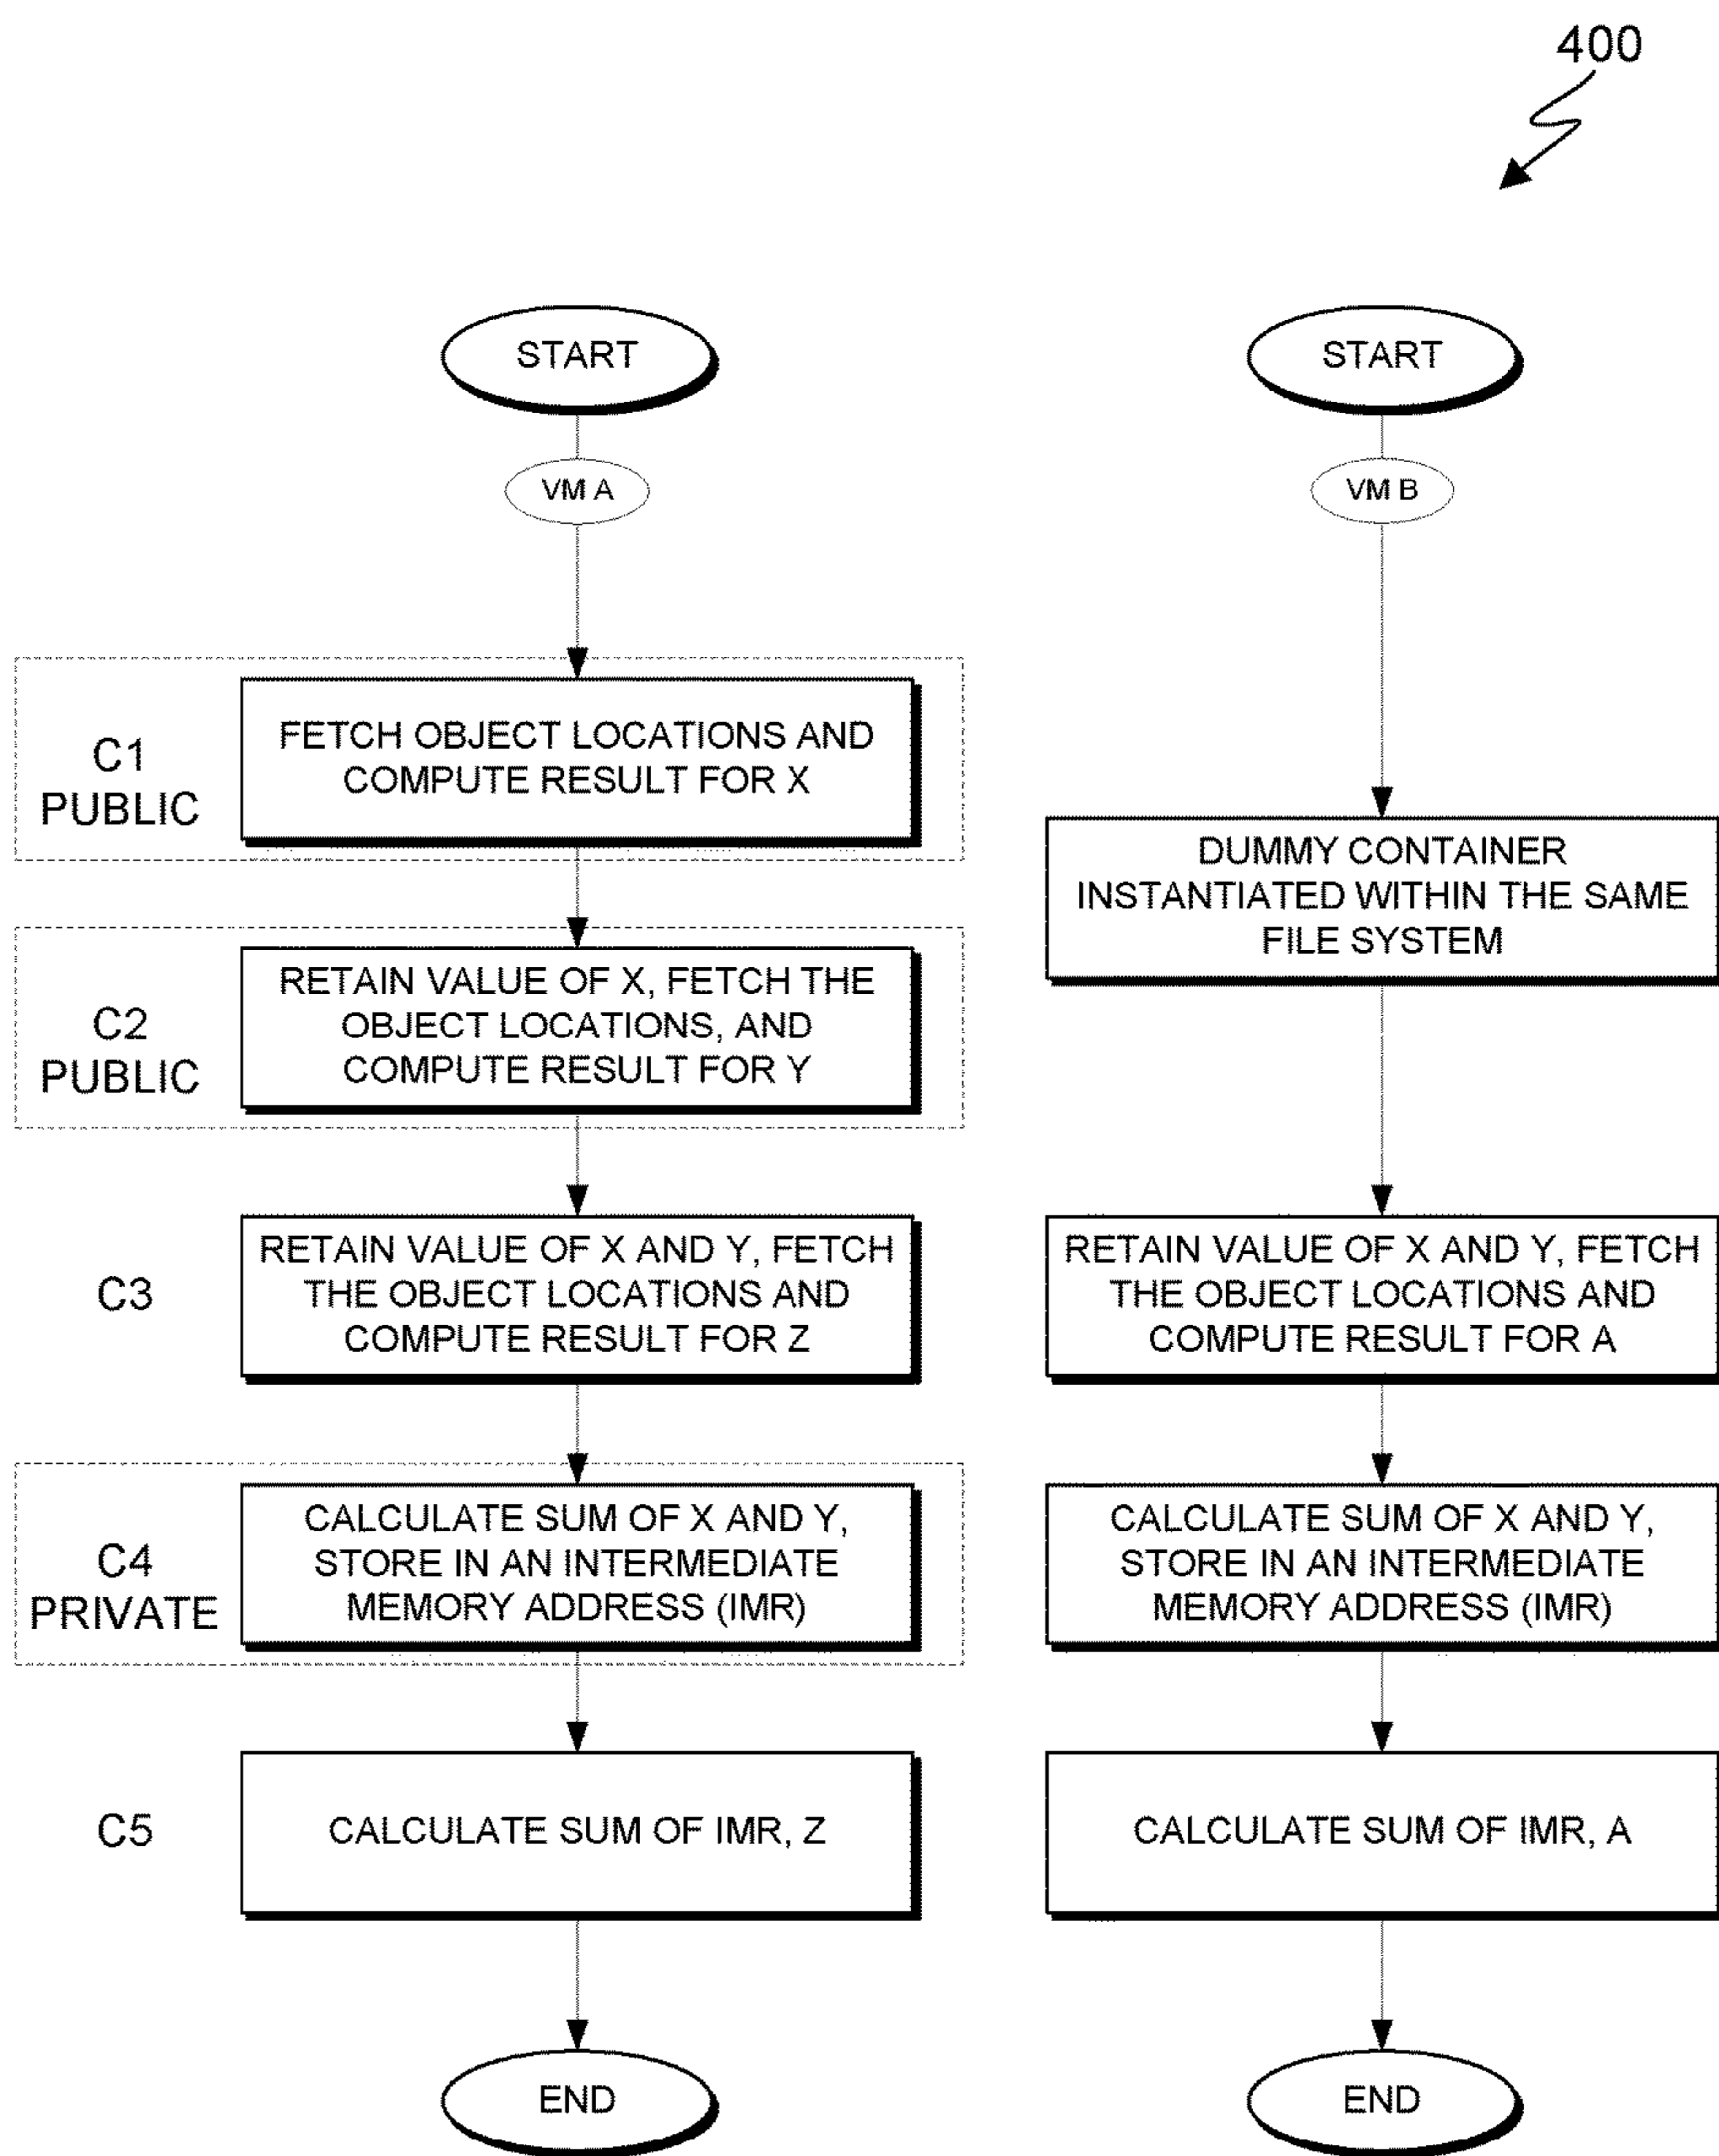 400
START
VM A
C1
PUBLIC
FETCH OBJECT LOCATIONS AND
COMPUTE RESULT FOR X
C2
PUBLIC
RETAIN VALUE OF X, FETCH THE
OBJECT LOCATIONS, AND
COMPUTE RESULT FOR Y
C3
RETAIN VALUE OF X AND Y, FETCH
THE OBJECT LOCATIONS AND
COMPUTE RESULT FOR Z
C4
PRIVATE
CALCULATE SUM OF X AND Y,
STORE IN AN INTERMEDIATE
MEMORY ADDRESS (IMR)
C5
CALCULATE SUM OF IMR, Z
END
START
VM B
DUMMY CONTAINER
INSTANTIATED WITHIN THE SAME
FILE SYSTEM
RETAIN VALUE OF X AND Y, FETCH
THE OBJECT LOCATIONS AND
COMPUTE RESULT FOR A
CALCULATE SUM OF X AND Y,
STORE IN AN INTERMEDIATE
MEMORY ADDRESS (IMR)
CALCULATE SUM OF IMR, A
END